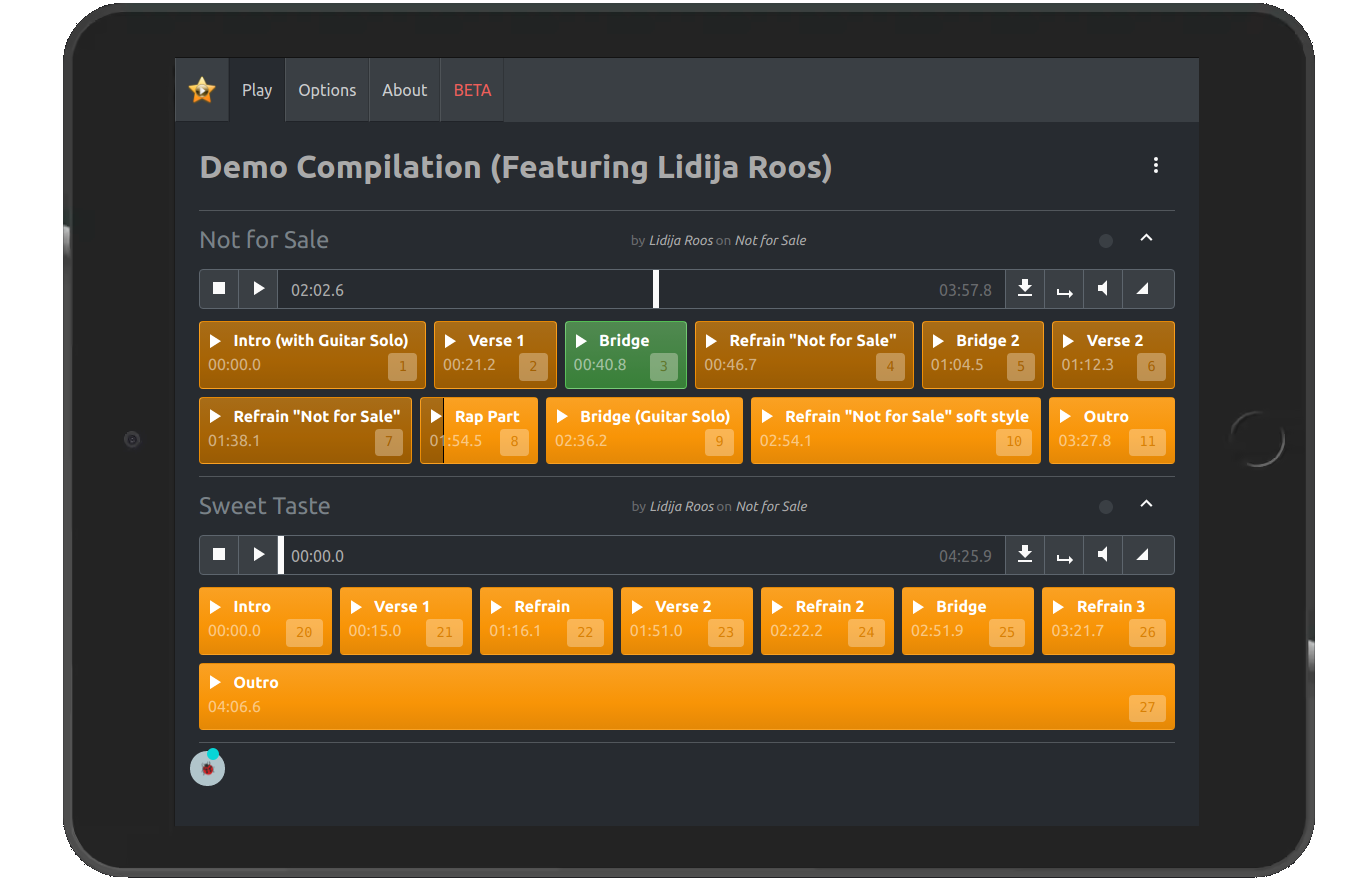 Play Options About BETA
Demo Compilation (Featuring Lidija Roos)
Not for Sale by Lidija Roos on Not for Sale
02:02.6 03:57.8
Intro (with Guitar Solo) Verse 1 Bridge Refrain "Not for Sale" Bridge 2 Verse 2
00:00.0 1 00:21.2 2 00:40.8 3 00:46.7 4 01:04.5 5 01:12.3 6
Refrain "Not for Sale" Rap Part Bridge (Guitar Solo) Refrain "Not for Sale" soft style Outro
01:38.1 7 01:54.5 8 02:36.2 9 02:54.1 10 03:27.8 11
Sweet Taste by Lidija Roos on Not for Sale
00:00.0 04:25.9
Intro Verse 1 Refrain Verse 2 Refrain 2 Bridge Refrain 3
00:00.0 20 00:15.0 21 01:16.1 22 01:51.0 23 02:22.2 24 02:51.9 25 03:21.7 26
Outro
04:06.6 27